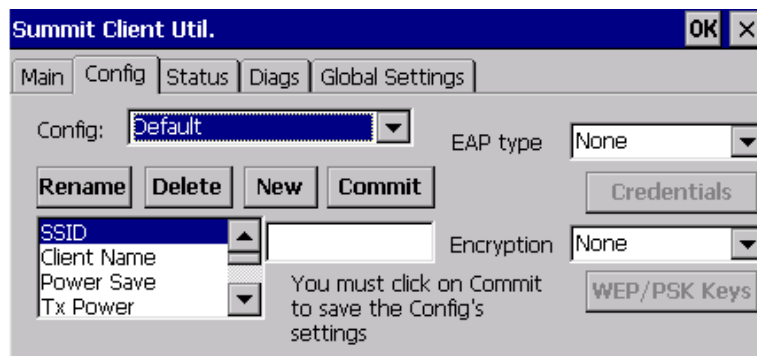 Summit Client Util. OK ×
Main Config Status Diags Global Settings
Config: Default
EAP type None
Rename Delete New Commit
Credentials
SSID
Client Name
Power Save
Tx Power
Encryption None
You must click on Commit
to save the Config's
settings
WEP/PSK Keys